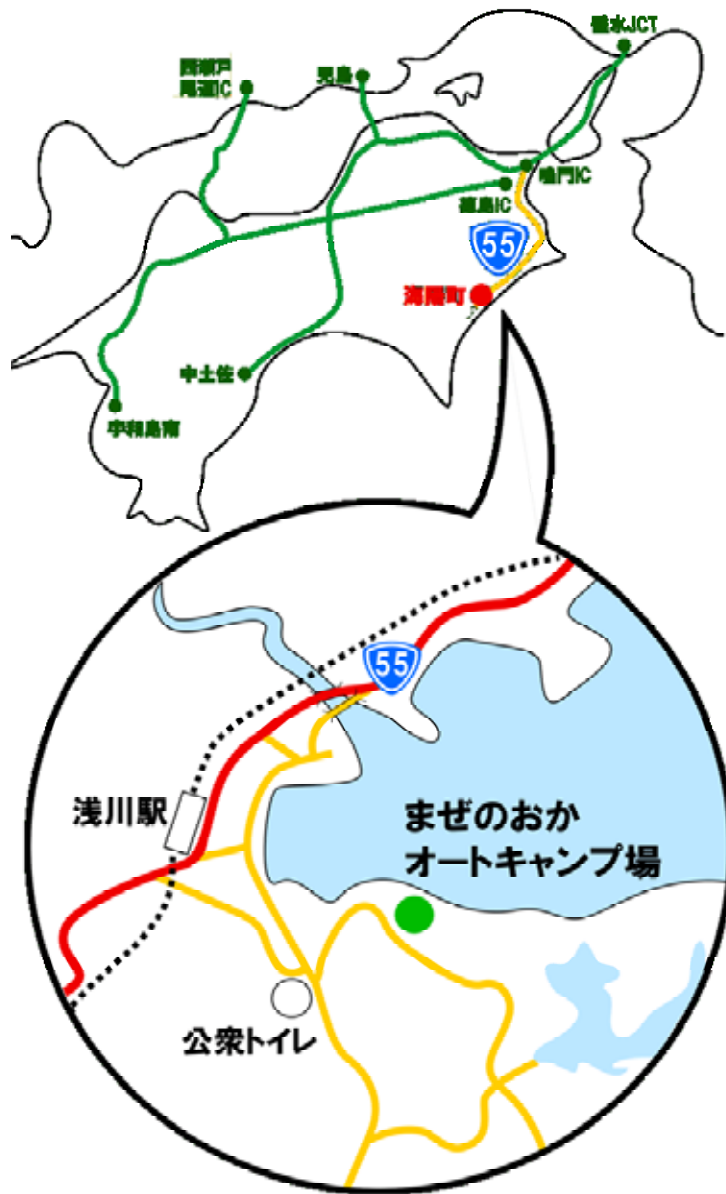 垂水JCT
西瀬戸
尾道IC
児島
鳴門IC
徳島IC
55
海陽町
中土佐
宇和島南
55
浅川駅
まぜのおか
オートキャンプ場
公衆トイレ